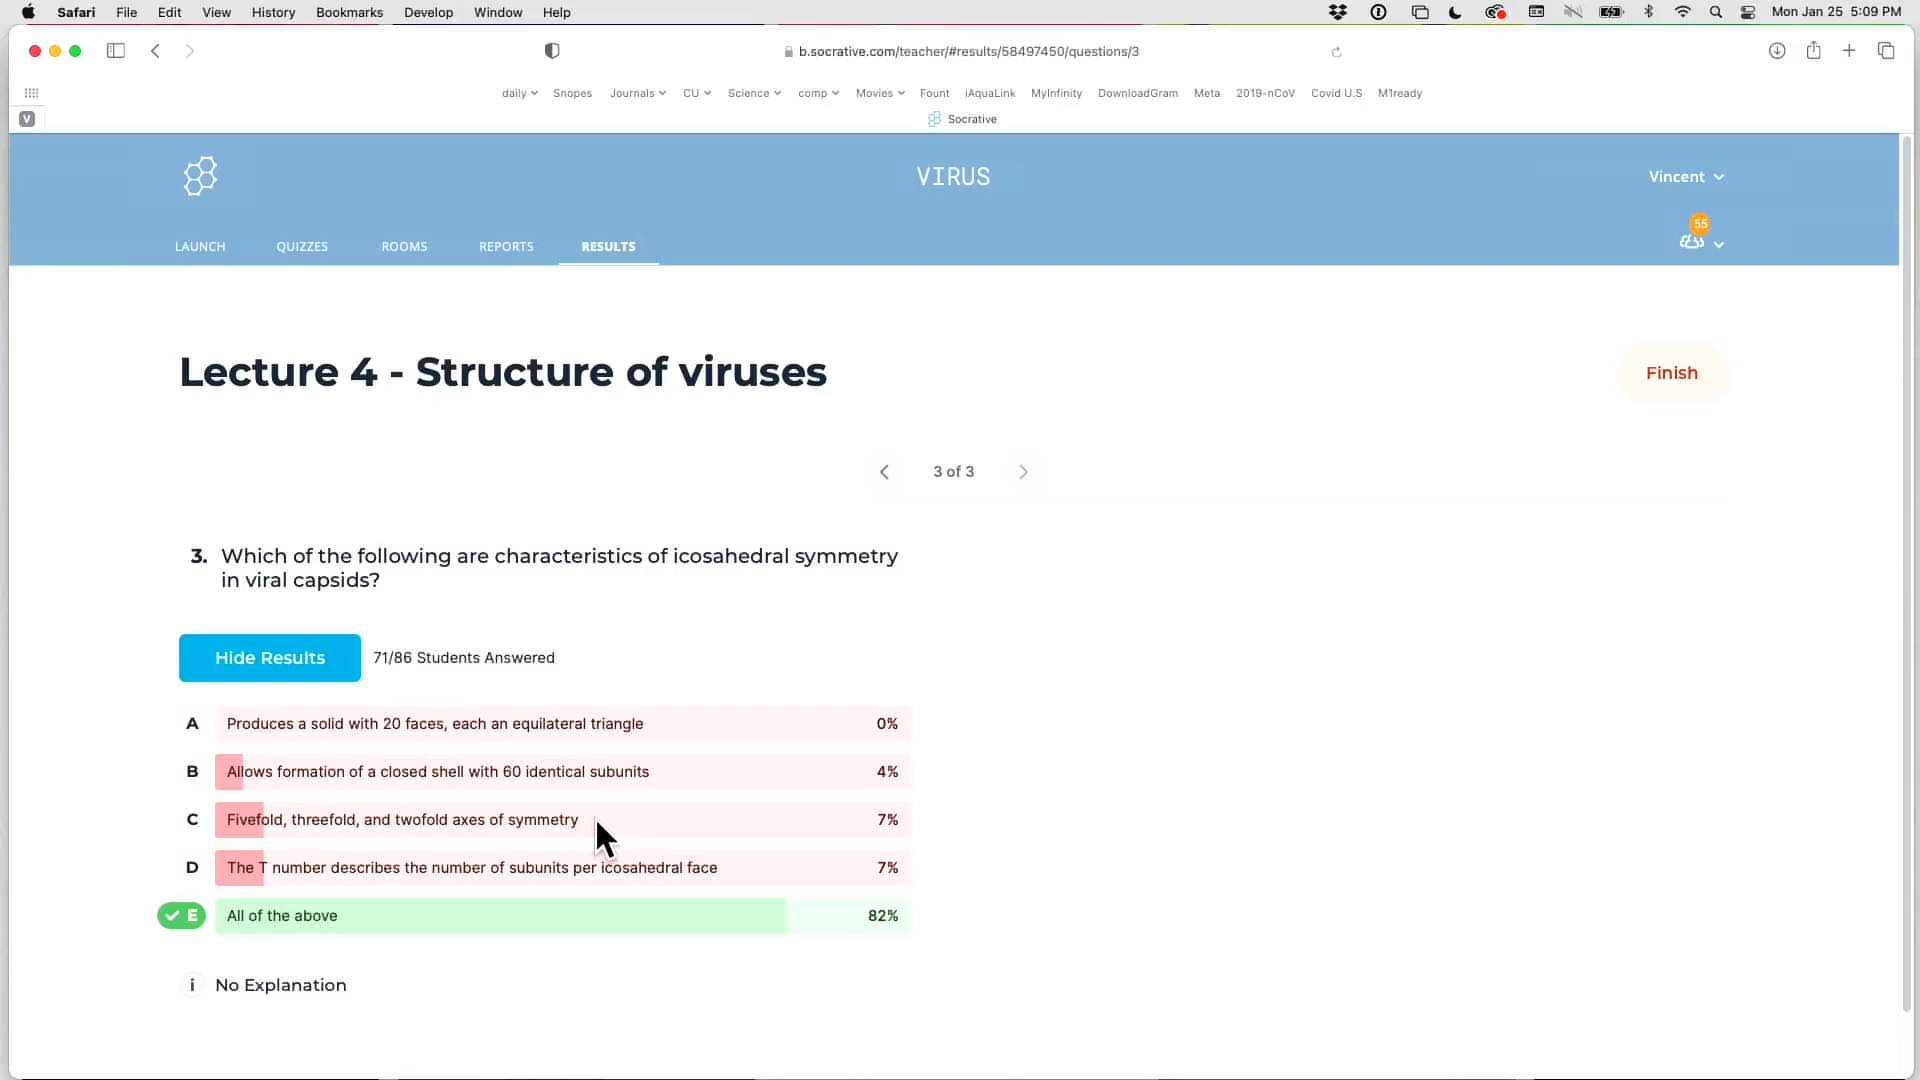 Safari File Edit View History Bookmarks Develop Window Help Mon Jan 25 5:09 PM
b.socrative.com/teacher/#results/58497450/questions/3
daily Snopes Journals CU Science comp Movies Fount iAquaLink MyInfinity DownloadGram Meta 2019-nCoV Covid U.S M1ready
V Socrative
VIRUS
Vincent
55
LAUNCH QUIZZES ROOMS REPORTS RESULTS
Lecture 4 - Structure of viruses
Finish
3 of 3
3. Which of the following are characteristics of icosahedral symmetry
in viral capsids?
Hide Results 71/86 Students Answered
A Produces a solid with 20 faces, each an equilateral triangle 0%
B Allows formation of a closed shell with 60 identical subunits 4%
C Fivefold, threefold, and twofold axes of symmetry 7%
D The T number describes the number of subunits per icosahedral face 7%
E All of the above 82%
i No Explanation